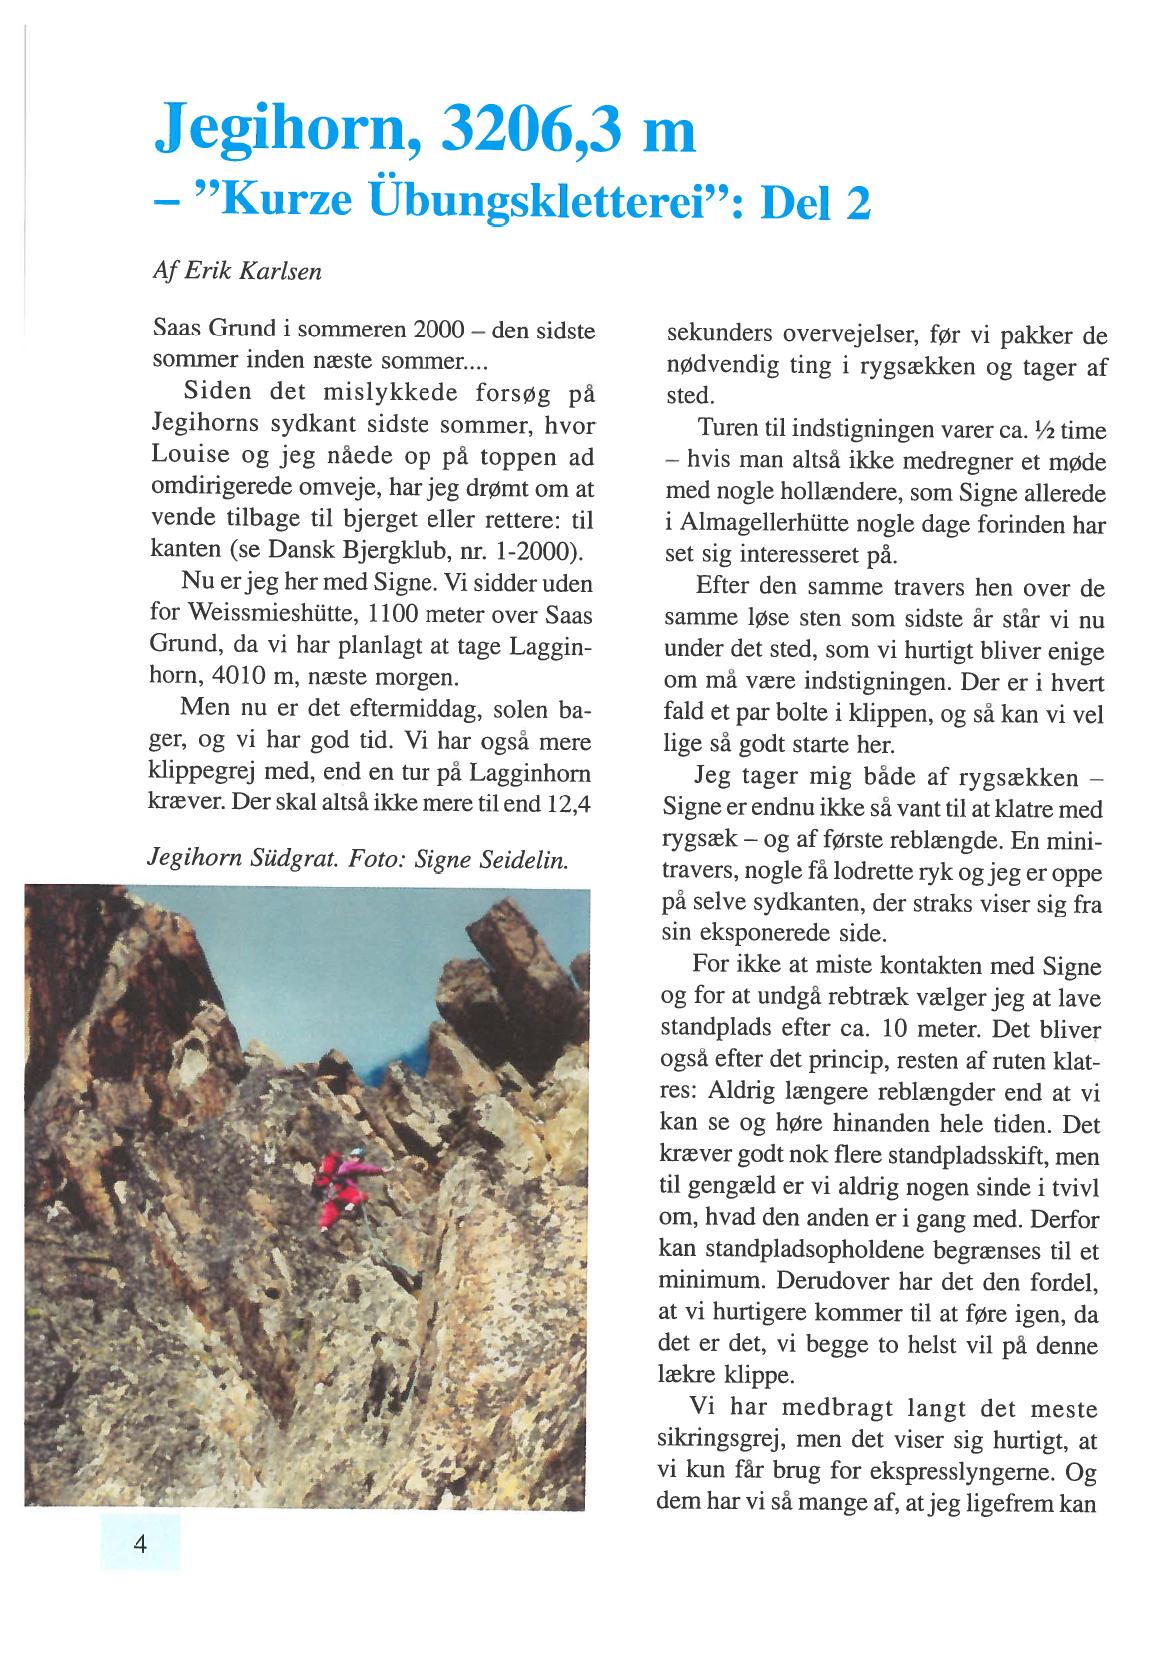 Jegihorn, 3206,3 m
– ”Kurze Übungskletterei”: Del 2
Af Erik Karlsen
Saas Grund i sommeren 2000 – den sidste
sommer inden næste sommer....
Siden det mislykkede forsøg på
Jegihorns sydkant sidste sommer, hvor
Louise og jeg nåede op på toppen ad
omdirigerede omveje, har jeg drømt om at
vende tilbage til bjerget eller rettere: til
kanten (se Dansk Bjergklub, nr. 1-2000).
Nu er jeg her med Signe. Vi sidder uden
for Weissmieshütte, 1100 meter over Saas
Grund, da vi har planlagt at tage Laggin-
horn, 4010 m, næste morgen.
Men nu er det eftermiddag, solen ba-
ger, og vi har god tid. Vi har også mere
klippegrej med, end en tur på Lagginhorn
kræver. Der skal altså ikke mere til end 12,4
Jegihorn Südgrat. Foto: Signe Seidelin.
4
sekunders overvejelser, før vi pakker de
nødvendig ting i rygsækken og tager af
sted.
Turen til indstigningen varer ca. ½ time
– hvis man altså ikke medregner et møde
med nogle hollændere, som Signe allerede
i Almagellerhütte nogle dage forinden har
set sig interesseret på.
Efter den samme travers hen over de
samme løse sten som sidste år står vi nu
under det sted, som vi hurtigt bliver enige
om må være indstigningen. Der er i hvert
fald et par bolte i klippen, og så kan vi vel
lige så godt starte her.
Jeg tager mig både af rygsækken –
Signe er endnu ikke så vant til at klatre med
rygsæk – og af første reblængde. En mini-
travers, nogle få lodrette ryk og jeg er oppe
på selve sydkanten, der straks viser sig fra
sin eksponerede side.
For ikke at miste kontakten med Signe
og for at undgå rebtræk vælger jeg at lave
standplads efter ca. 10 meter. Det bliver
også efter det princip, resten af ruten klat-
res: Aldrig længere reblængder end at vi
kan se og høre hinanden hele tiden. Det
kræver godt nok flere standpladsskift, men
til gengæld er vi aldrig nogen sinde i tvivl
om, hvad den anden er i gang med. Derfor
kan standpladsopholdene begrænses til et
minimum. Derudover har det den fordel,
at vi hurtigere kommer til at føre igen, da
det er det, vi begge to helst vil på denne
lækre klippe.
Vi har medbragt langt det meste
sikringsgrej, men det viser sig hurtigt, at
vi kun får brug for ekspresslyngerne. Og
dem har vi så mange af, at jeg ligefrem kan